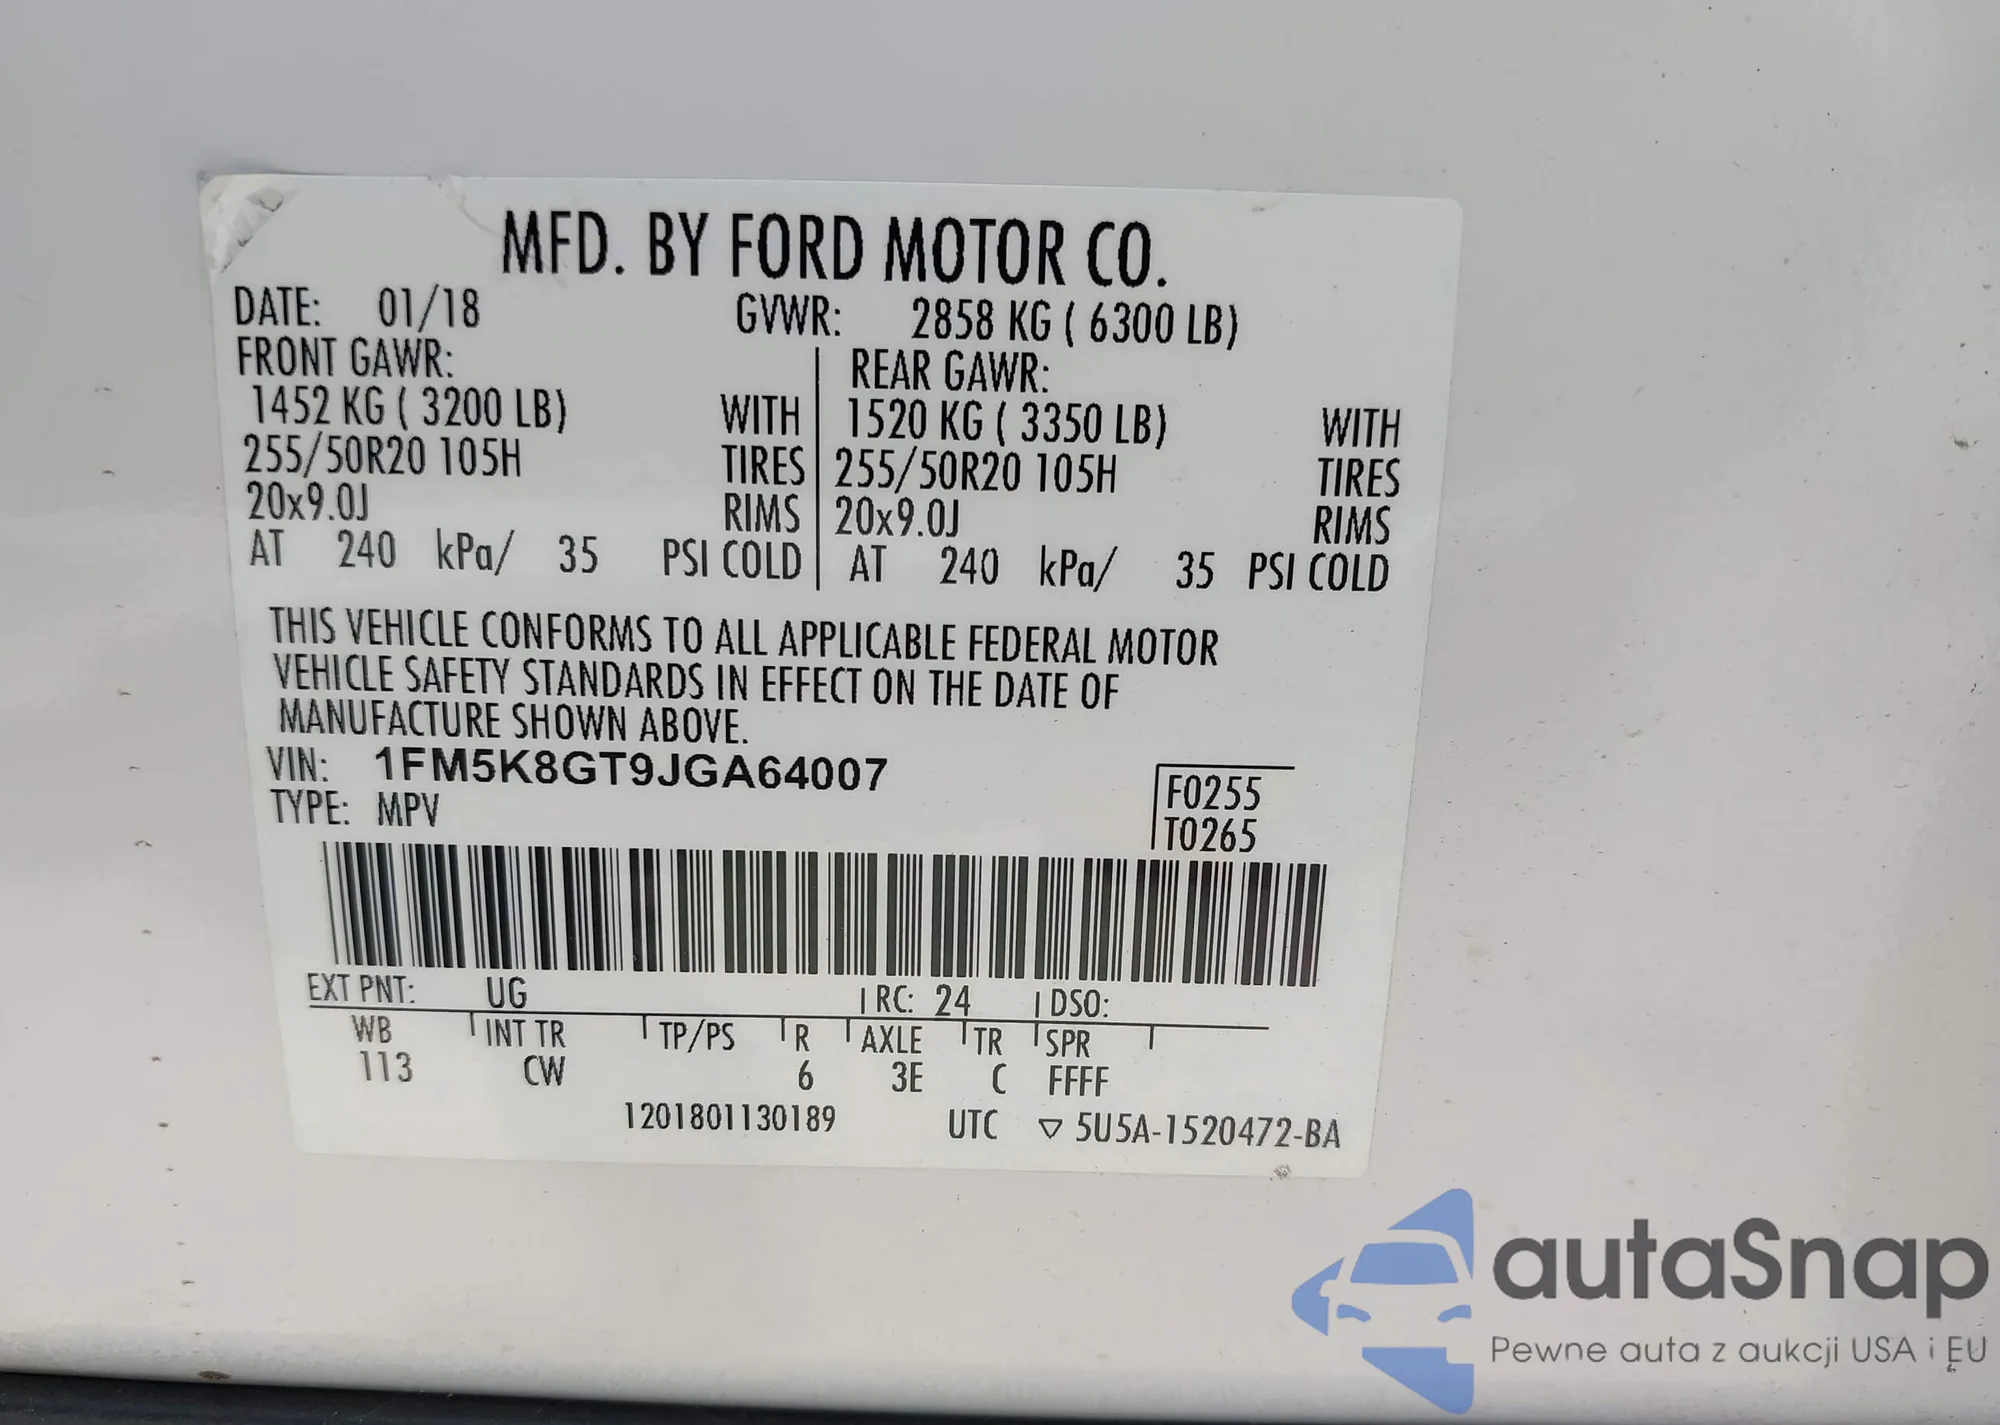 MFD. BY FORD MOTOR CO.
DATE: 01/18 GVWR: 2858 KG ( 6300 LB)
FRONT GAWR: REAR GAWR:
1452 KG ( 3200 LB) WITH 1520 KG ( 3350 LB) WITH
255/50R20 105H TIRES 255/50R20 105H TIRES
20x9.0J RIMS 20x9.0J RIMS
AT 240 kPa/ 35 PSI COLD AT 240 kPa/ 35 PSI COLD
THIS VEHICLE CONFORMS TO ALL APPLICABLE FEDERAL MOTOR
VEHICLE SAFETY STANDARDS IN EFFECT ON THE DATE OF
MANUFACTURE SHOWN ABOVE.
VIN: 1FM5K8GT9JGA64007
F0255
TYPE: MPV
T0265
EXT PNT: UG RC: 24 DSO:
WB INT TR TP/PS R AXLE TR SPR
113 CW 6 3E C FFFF
1201801130189 UTC ▽ 5U5A-1520472-BA
autaSnap
Pewne auta z aukcji USA i EU